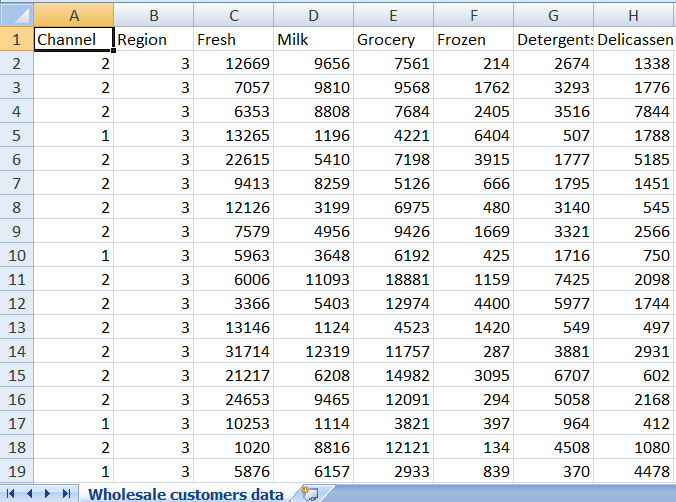 A B C D E F G H
1 Channel Region Fresh Milk Grocery Frozen Detergents Delicassen
2 2 3 12669 9656 7561 214 2674 1338
3 2 3 7057 9810 9568 1762 3293 1776
4 2 3 6353 8808 7684 2405 3516 7844
5 1 3 13265 1196 4221 6404 507 1788
6 2 3 22615 5410 7198 3915 1777 5185
7 2 3 9413 8259 5126 666 1795 1451
8 2 3 12126 3199 6975 480 3140 545
9 2 3 7579 4956 9426 1669 3321 2566
10 1 3 5963 3648 6192 425 1716 750
11 2 3 6006 11093 18881 1159 7425 2098
12 2 3 3366 5403 12974 4400 5977 1744
13 2 3 13146 1124 4523 1420 549 497
14 2 3 31714 12319 11757 287 3881 2931
15 2 3 21217 6208 14982 3095 6707 602
16 2 3 24653 9465 12091 294 5058 2168
17 1 3 10253 1114 3821 397 964 412
18 2 3 1020 8816 12121 134 4508 1080
19 1 3 5876 6157 2933 839 370 4478
Wholesale customers data